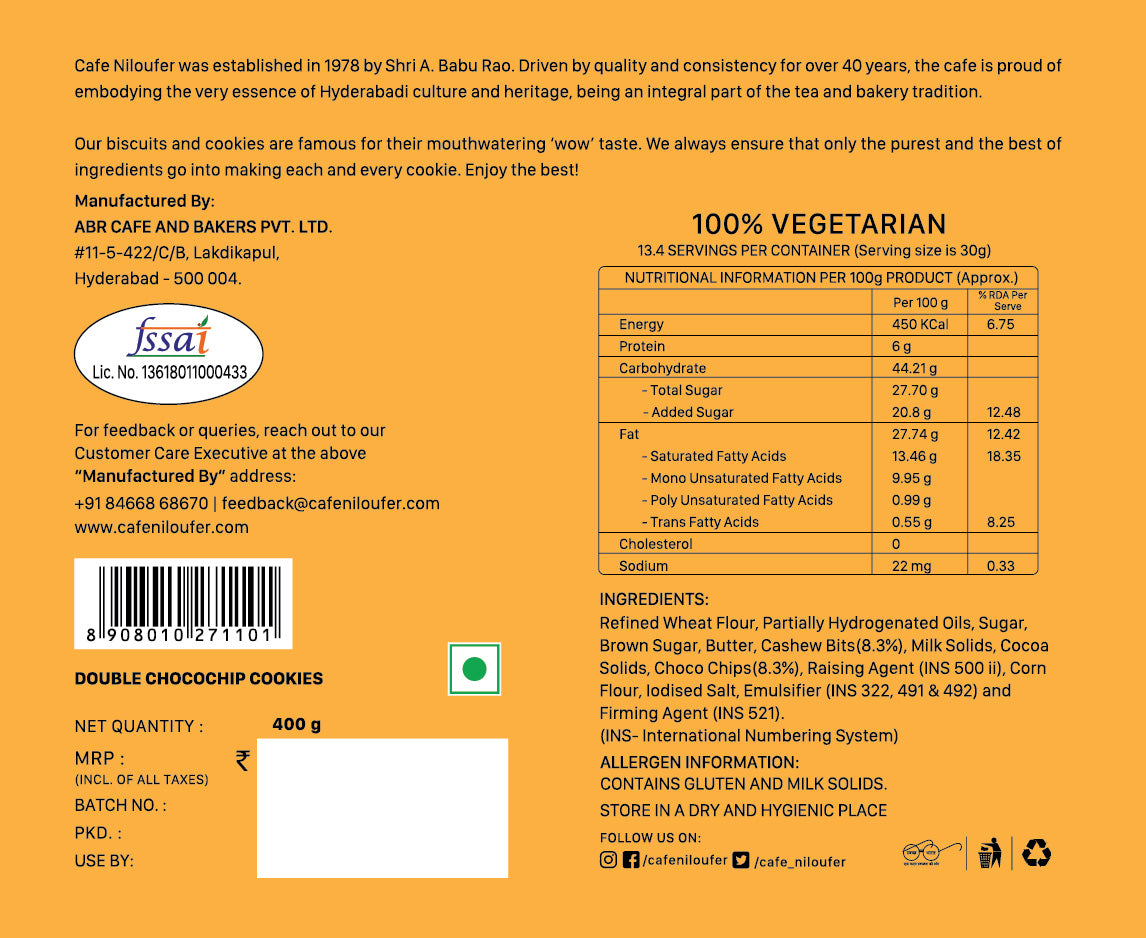 Cafe Niloufer was established in 1978 by Shri A. Babu Rao. Driven by quality and consistency for over 40 years, the cafe is proud of
embodying the very essence of Hyderabadi culture and heritage, being an integral part of the tea and bakery tradition.
Our biscuits and cookies are famous for their mouthwatering ‘wow’ taste. We always ensure that only the purest and the best of
ingredients go into making each and every cookie. Enjoy the best!
Manufactured By:
ABR CAFE AND BAKERS PVT. LTD.
#11-5-422/C/B, Lakdikapul,
Hyderabad - 500 004.
fssai
Lic. No. 13618011000433
For feedback or queries, reach out to our
Customer Care Executive at the above
“Manufactured By” address:
+91 84668 68670 | feedback@cafeniloufer.com
www.cafeniloufer.com
8 908010 271101
DOUBLE CHOCOCHIP COOKIES
NET QUANTITY : 400 g
MRP : ₹
(INCL. OF ALL TAXES)
BATCH NO. :
PKD. :
USE BY:
100% VEGETARIAN
13.4 SERVINGS PER CONTAINER (Serving size is 30g)
NUTRITIONAL INFORMATION PER 100g PRODUCT (Approx.)
Per 100 g % RDA Per Serve
Energy 450 KCal 6.75
Protein 6 g
Carbohydrate 44.21 g
- Total Sugar 27.70 g
- Added Sugar 20.8 g 12.48
Fat 27.74 g 12.42
- Saturated Fatty Acids 13.46 g 18.35
- Mono Unsaturated Fatty Acids 9.95 g
- Poly Unsaturated Fatty Acids 0.99 g
- Trans Fatty Acids 0.55 g 8.25
Cholesterol 0
Sodium 22 mg 0.33
INGREDIENTS:
Refined Wheat Flour, Partially Hydrogenated Oils, Sugar,
Brown Sugar, Butter, Cashew Bits(8.3%), Milk Solids, Cocoa
Solids, Choco Chips(8.3%), Raising Agent (INS 500 ii), Corn
Flour, Iodised Salt, Emulsifier (INS 322, 491 & 492) and
Firming Agent (INS 521).
(INS- International Numbering System)
ALLERGEN INFORMATION:
CONTAINS GLUTEN AND MILK SOLIDS.
STORE IN A DRY AND HYGIENIC PLACE
FOLLOW US ON:
/cafeniloufer /cafe_niloufer